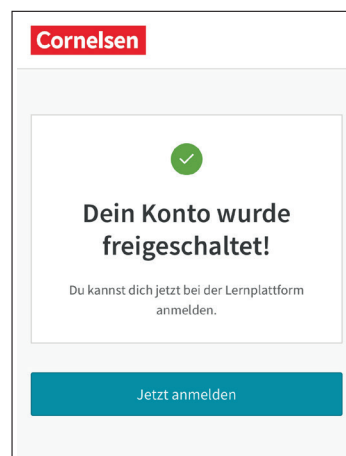 Cornelsen
Dein Konto wurde
freigeschaltet!
Du kannst dich jetzt bei der Lernplattform
anmelden.
Jetzt anmelden